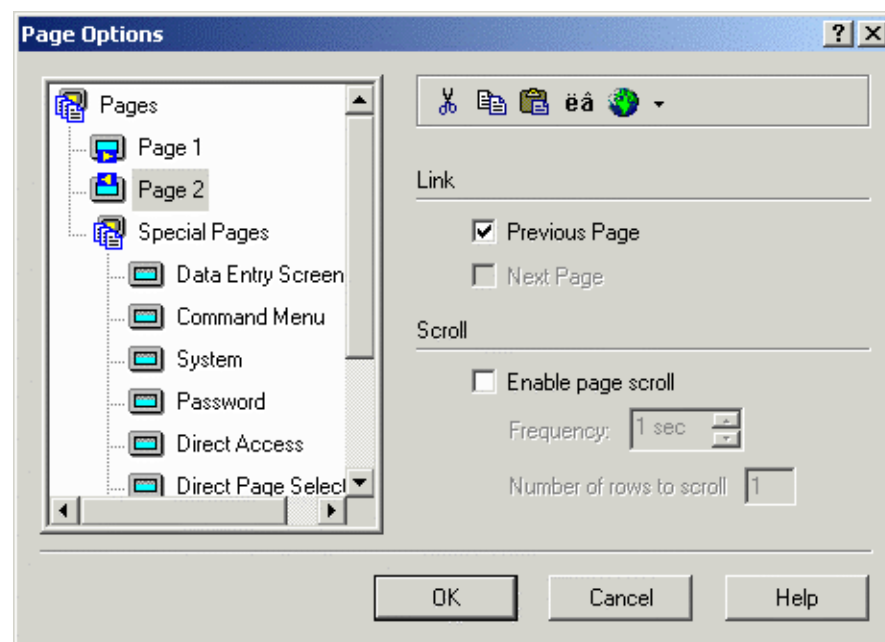 Page Options
Pages
Page 1
Page 2
Special Pages
Data Entry Screen
Command Menu
System
Password
Direct Access
Direct Page Select
ëâ
Link
Previous Page
Next Page
Scroll
Enable page scroll
Frequency: 1 sec
Number of rows to scroll 1
OK Cancel Help